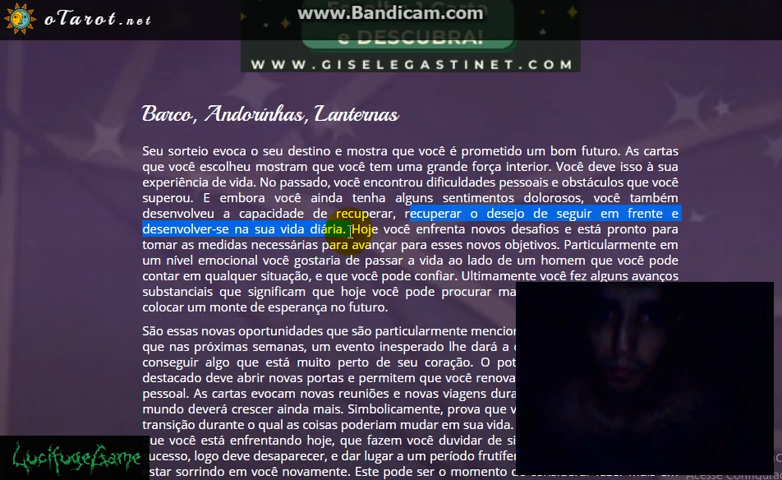 www.Bandicam.com
oTarot.net
e DESCUBRA!
WWW.GISELEGASTINET.COM
Barco, Andorinhas, Lanternas
Seu sorteio evoca o seu destino e mostra que você é prometido um bom futuro. As cartas
que você escolheu mostram que você tem uma grande força interior. Você deve isso à sua
experiência de vida. No passado, você encontrou dificuldades pessoais e obstáculos que você
superou. E embora você ainda tenha alguns sentimentos dolorosos, você também
desenvolveu a capacidade de recuperar, recuperar o desejo de seguir em frente e
desenvolver-se na sua vida diária. Hoje você enfrenta novos desafios e está pronto para
tomar as medidas necessárias para avançar para esses novos objetivos. Particularmente em
um nível emocional você gostaria de passar a vida ao lado de um homem que você pode
contar em qualquer situação, e que você pode confiar. Ultimamente você fez alguns avanços
substanciais que significam que hoje você pode procurar
colocar um monte de esperança no futuro.
São essas novas oportunidades que são particularmente
que nas próximas semanas, um evento inesperado lhe dará a
conseguir algo que está muito perto de seu coração. O
destacado deve abrir novas portas e permitem que você
pessoal. As cartas evocam novas reuniões e novas viagens
mundo deverá crescer ainda mais. Simbolicamente, prova que
transição durante o qual as coisas poderiam mudar em sua vida.
que você está enfrentando hoje, que fazem você duvidar de
sucesso, logo deve desaparecer, e dar lugar a um período
estar sorrindo em você novamente. Este pode ser o momento
LucifugeGame